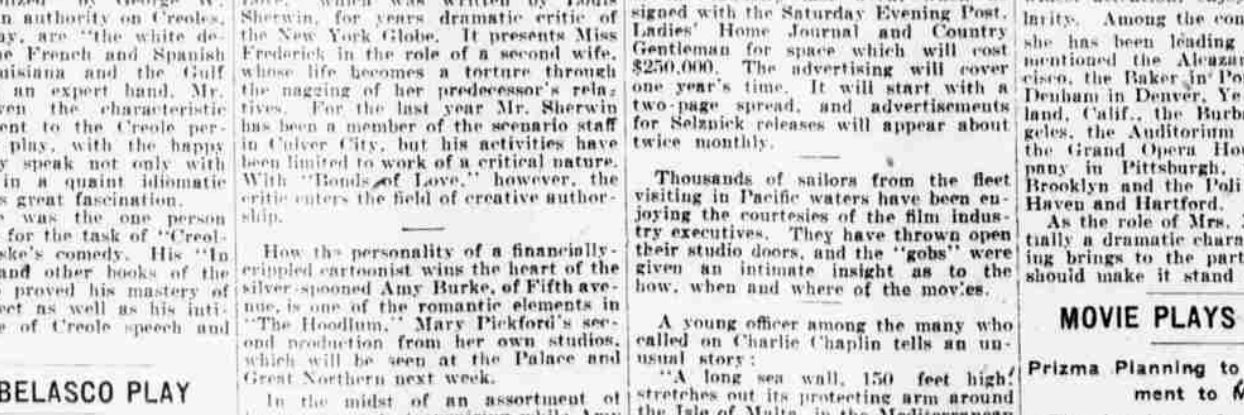 n authority on Creoles,
ay, are "the white de-
e French and Spanish
uisiana and the Gulf
an expert hand, Mr.
ven the characteristic
ent to the Creole per-
play, with the happy
y speak not only with
in a quaint idiomatic
s great fascination.
was the one person
for the task of "Creol-
ske's comedy. His "In
and other books of the
proved his mastery of
ect as well as his inti-
e of Creole speech and
BELASCO PLAY
Love, which was written by Louis
Sherwin, for years dramatic critic of
the New York Globe. It presents Miss
Frederick in the role of a second wife,
whose life becomes a torture through
the nagging of her predecessor's rela-
tives. For the last year Mr. Sherwin
has been a member of the scenario staff
in Culver City, but his activities have
been limited to work of a critical nature.
With "Bonds of Love," however, the
critic enters the field of creative author-
ship.
How the personality of a financially-
crippled cartoonist wins the heart of the
silver-spooned Amy Burke, of Fifth ave-
nue, is one of the romantic elements in
"The Hoodlum," Mary Pickford's sec-
ond production from her own studios,
which will be seen at the Palace and
Great Northern next week.
In the midst of an assortment of
signed with the Saturday Evening Post,
Ladies' Home Journal and Country
Gentleman for space which will cost
$250,000. The advertising will cover
one year's time. It will start with a
two-page spread, and advertisements
for Selznick releases will appear about
twice monthly.
Thousands of sailors from the fleet
visiting in Pacific waters have been en-
joying the courtesies of the film indus-
try executives. They have thrown open
their studio doors, and the "gobs" were
given an intimate insight as to the
how, when and where of the movies.
A young officer among the many who
called on Charlie Chaplin tells an un-
usual story:
"A long sea wall, 150 feet high,
stretches out its protecting arm around
the Isle of Malta, in the Mediterranean
larity. Among the com
she has been leading
mentioned the Alcazar
cisco, the Baker in Por
Denham in Denver, Ye
land, Calif., the Burb
geles, the Auditorium
the Grand Opera Hou
pany in Pittsburgh,
Brooklyn and the Poli
Haven and Hartford.
As the role of Mrs.
tially a dramatic chara
ing brings to the part
should make it stand
MOVIE PLAYS
Prizma Planning to
ment to